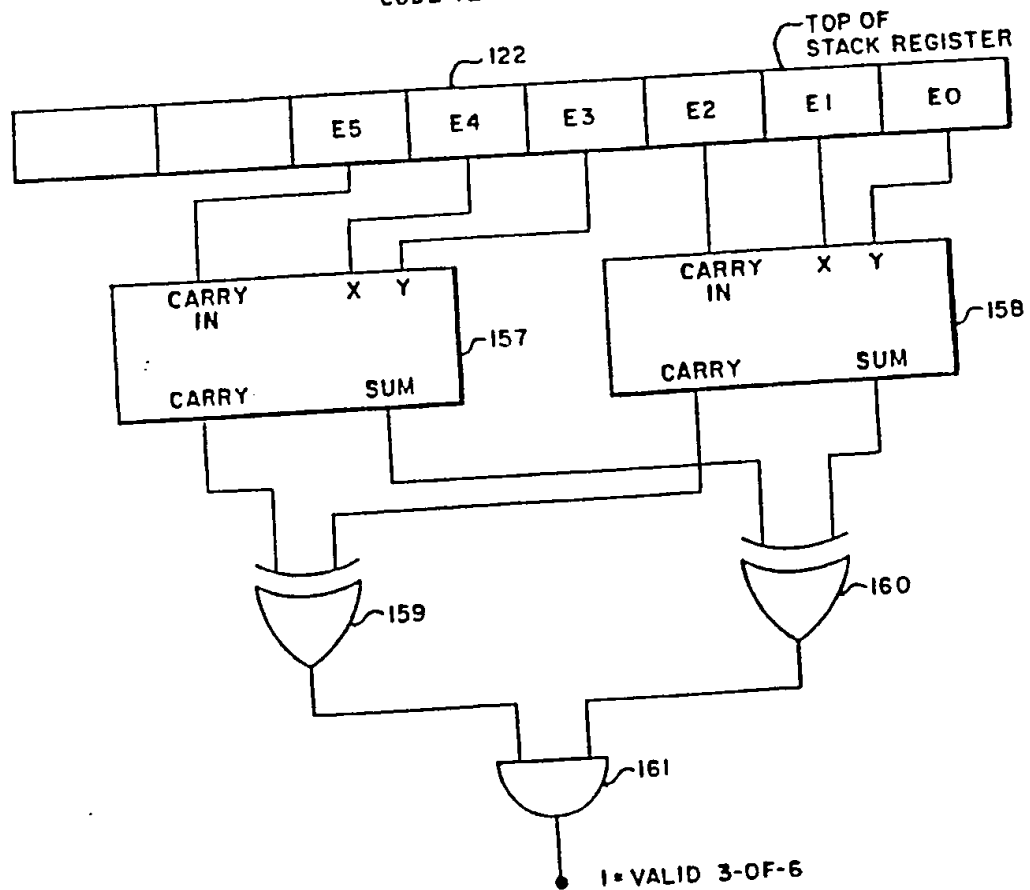 TOP OF
STACK REGISTER
122
E5 E4 E3 E2 E1 E0
CARRY IN X Y
CARRY IN X Y
157
158
CARRY SUM
CARRY SUM
159
160
161
1 = VALID 3-OF-6